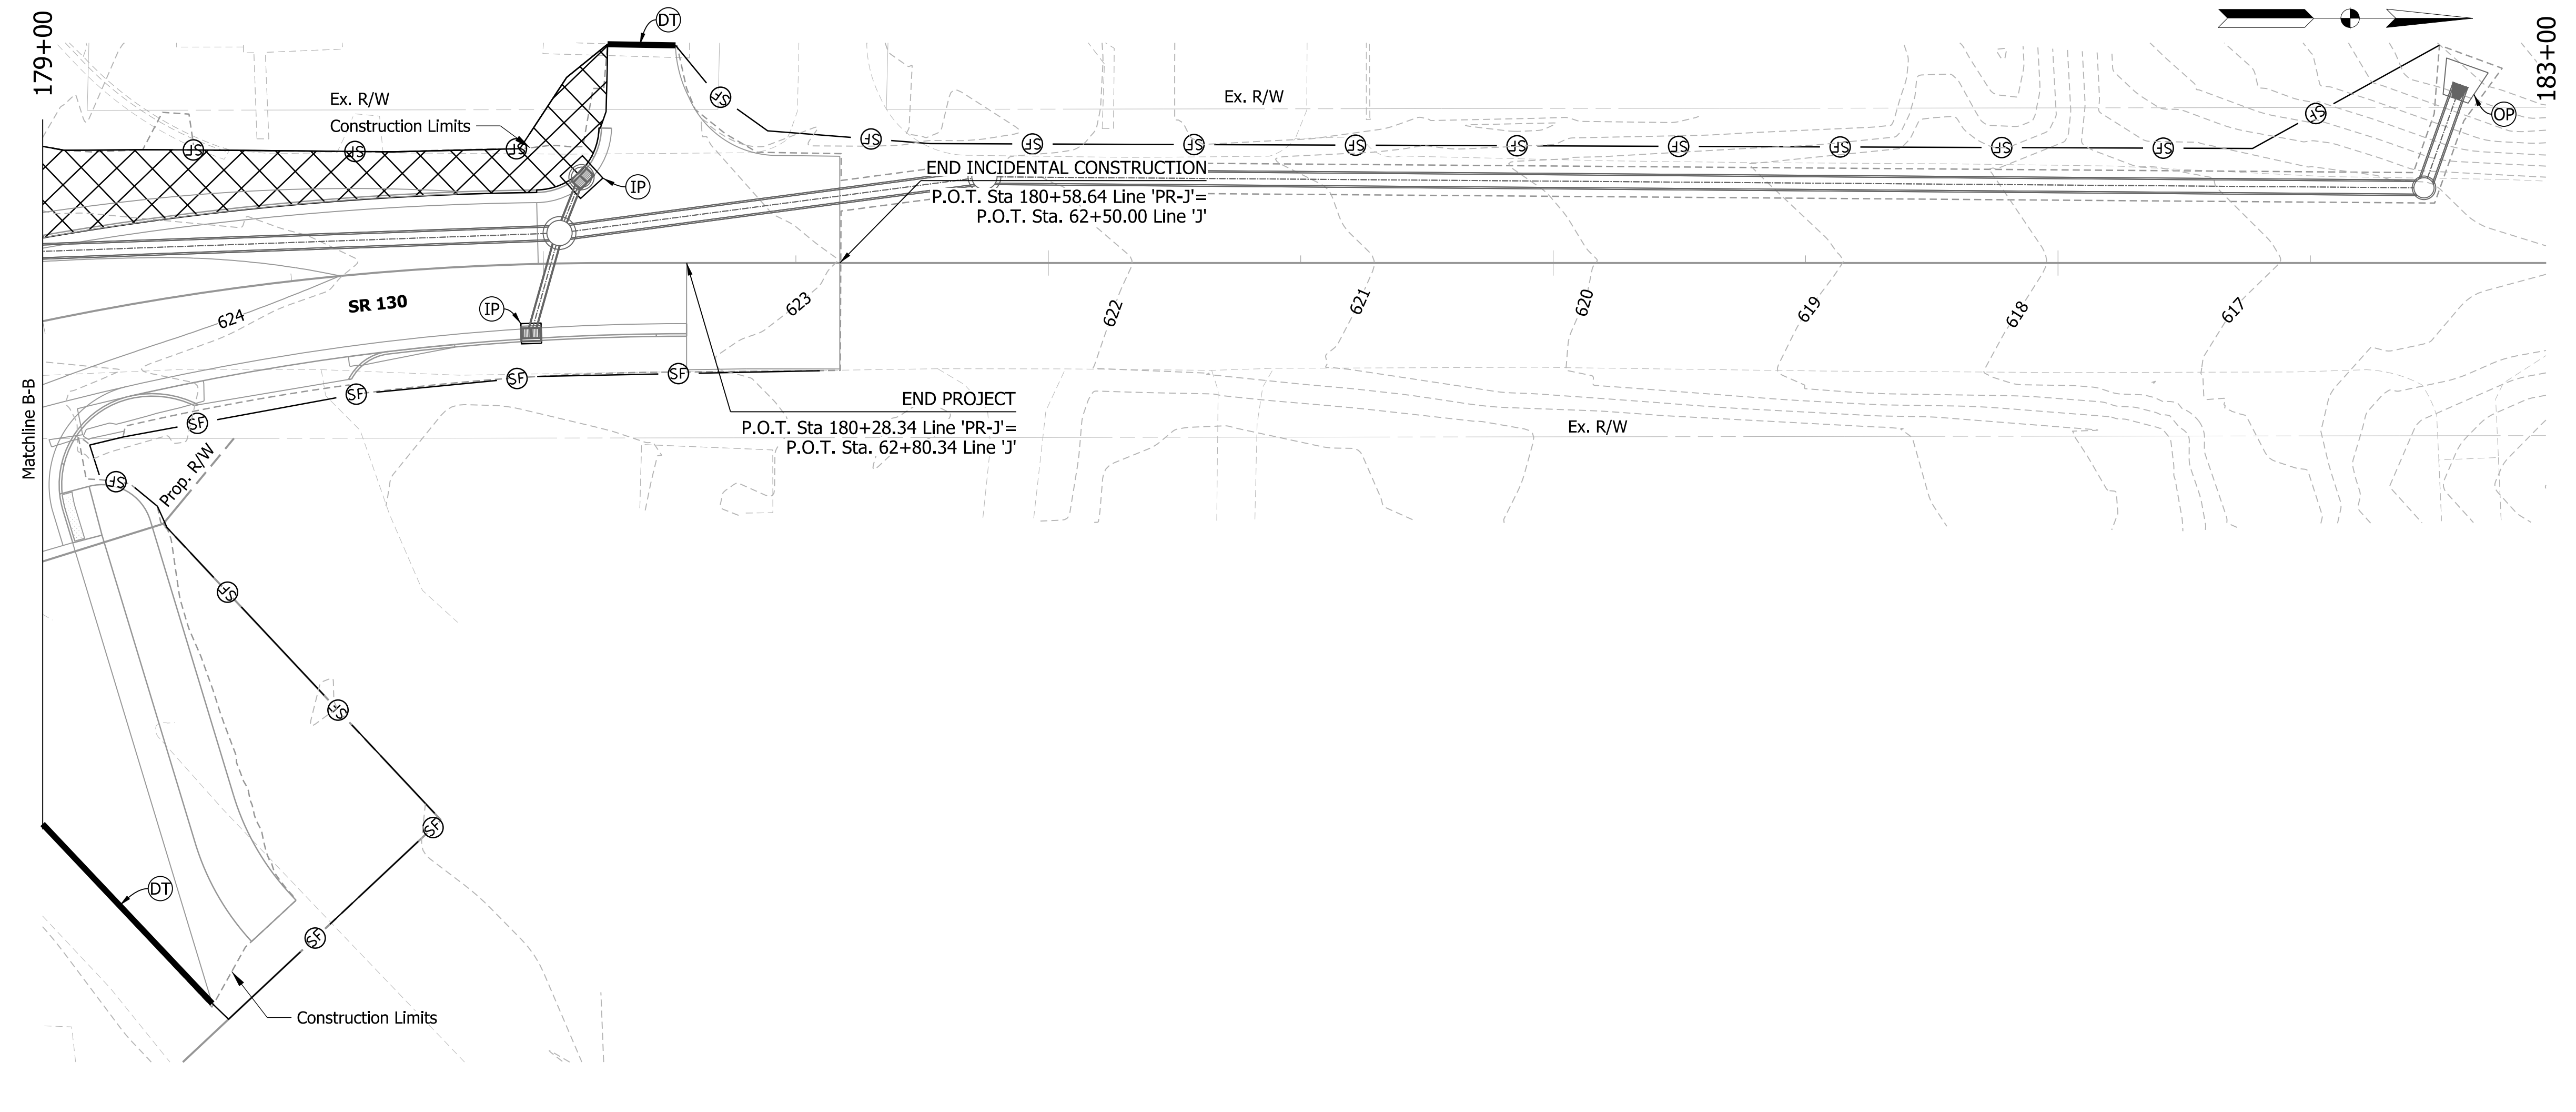 179+00
183+00
DT
Ex. R/W
Ex. R/W
Construction Limits
SF
SF
SF
SF
SF
SF
SF
SF
SF
SF
SF
SF
SF
SF
OP
IP
END INCIDENTAL CONSTRUCTION
P.O.T. Sta 180+58.64 Line 'PR-J'=
P.O.T. Sta. 62+50.00 Line 'J'
SR 130
IP
624
623
622
621
620
619
618
617
Matchline B-B
SF
SF
SF
SF
END PROJECT
P.O.T. Sta 180+28.34 Line 'PR-J'=
P.O.T. Sta. 62+80.34 Line 'J'
Ex. R/W
Prop. R/W
SF
SF
SF
SF
DT
SF
Construction Limits